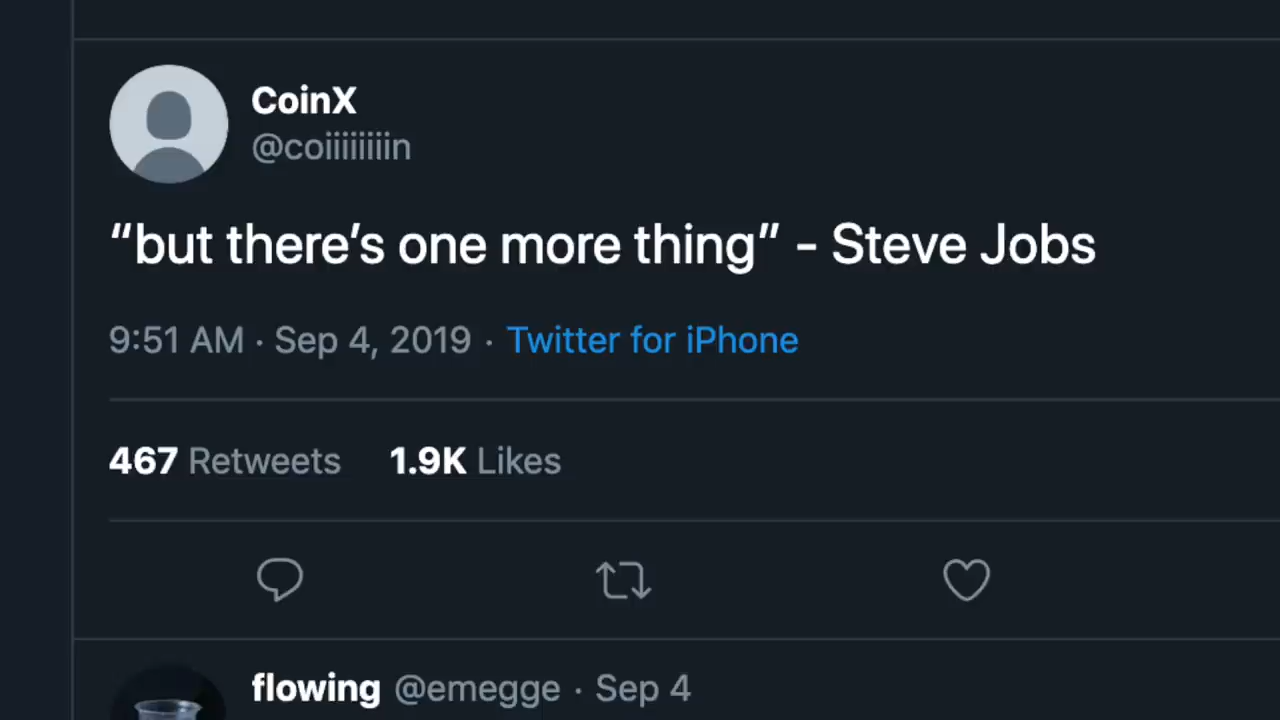 CoinX
@coiiiiiiiin
“but there’s one more thing” - Steve Jobs
9:51 AM · Sep 4, 2019 · Twitter for iPhone
467 Retweets 1.9K Likes
flowing @emegge · Sep 4